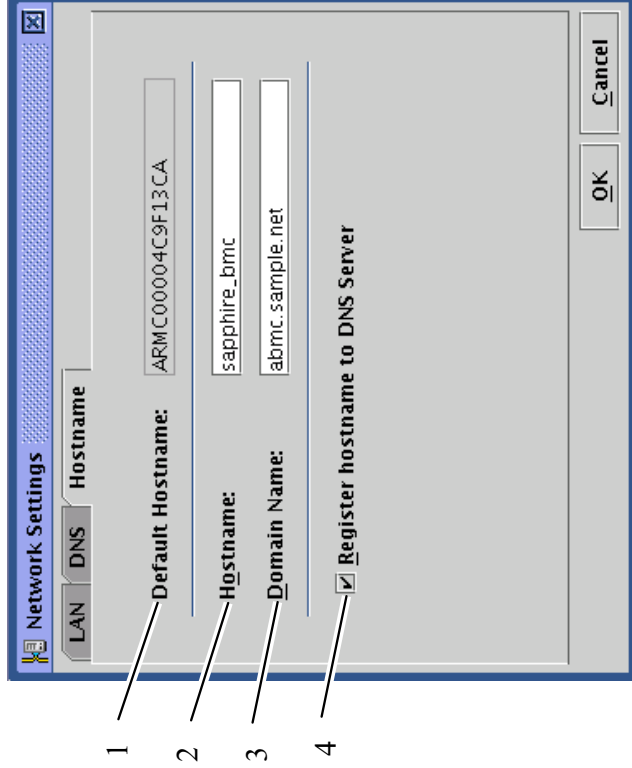 Network Settings
LAN DNS Hostname
1 Default Hostname: ARMC00004C9F13CA
2 Hostname: sapphire_bmc
3 Domain Name: abmc.sample.net
4 Register hostname to DNS Server
OK Cancel